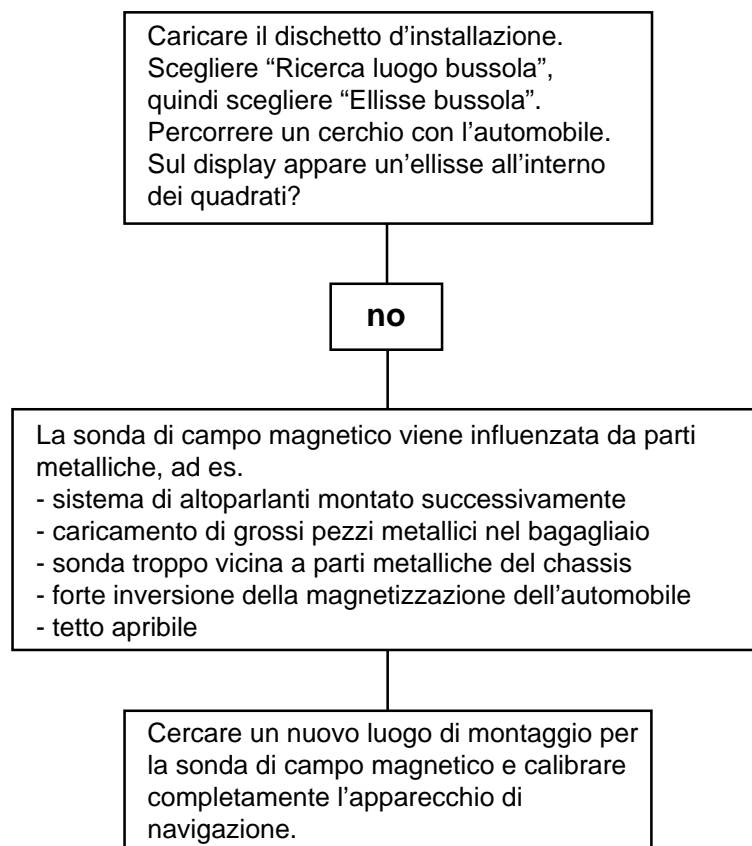 Caricare il dischetto d’installazione.
Scegliere “Ricerca luogo bussola”,
quindi scegliere “Ellisse bussola”.
Percorrere un cerchio con l’automobile.
Sul display appare un’ellisse all’interno
dei quadrati?
no
La sonda di campo magnetico viene influenzata da parti
metalliche, ad es.
- sistema di altoparlanti montato successivamente
- caricamento di grossi pezzi metallici nel bagagliaio
- sonda troppo vicina a parti metalliche del chassis
- forte inversione della magnetizzazione dell’automobile
- tetto apribile
Cercare un nuovo luogo di montaggio per
la sonda di campo magnetico e calibrare
completamente l’apparecchio di
navigazione.